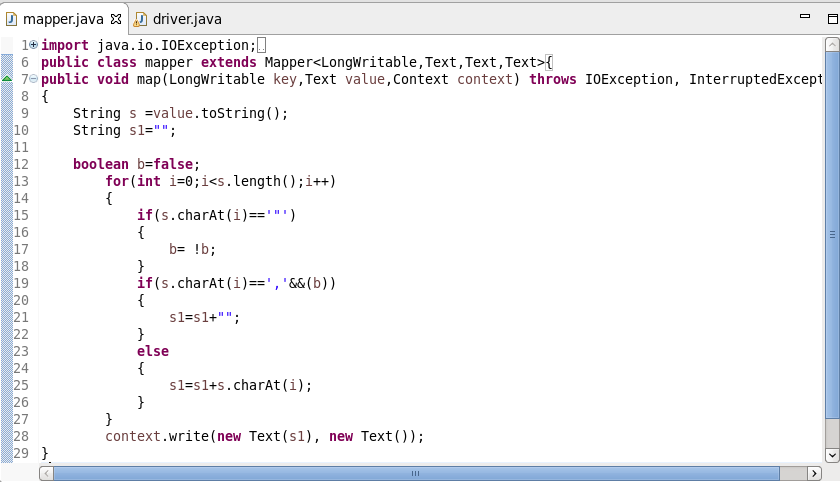 mapper.java driver.java
1 import java.io.IOException;
6 public class mapper extends Mapper<LongWritable,Text,Text,Text>{
7 public void map(LongWritable key,Text value,Context context) throws IOException, InterruptedExcept
8 {
9     String s =value.toString();
10     String s1="";
11
12     boolean b=false;
13         for(int i=0;i<s.length();i++)
14         {
15             if(s.charAt(i)=='"')
16             {
17                 b= !b;
18             }
19             if(s.charAt(i)==','&&(b))
20             {
21                 s1=s1+"";
22             }
23             else
24             {
25                 s1=s1+s.charAt(i);
26             }
27         }
28         context.write(new Text(s1), new Text());
29 }